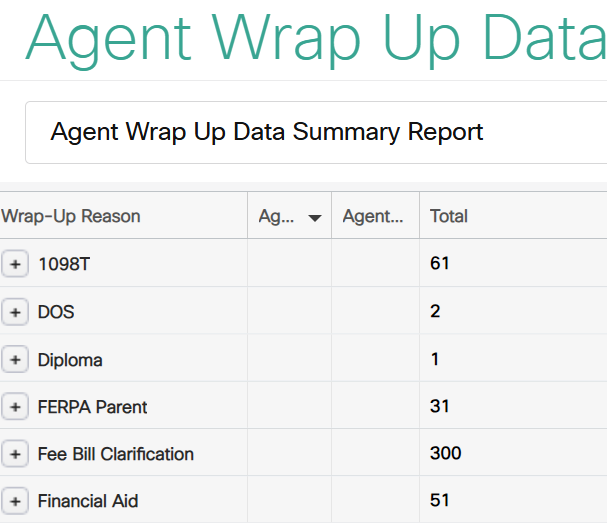 Agent Wrap Up Data
Agent Wrap Up Data Summary Report
Wrap-Up Reason Ag... Agent... Total
+ 1098T 61
+ DOS 2
+ Diploma 1
+ FERPA Parent 31
+ Fee Bill Clarification 300
+ Financial Aid 51